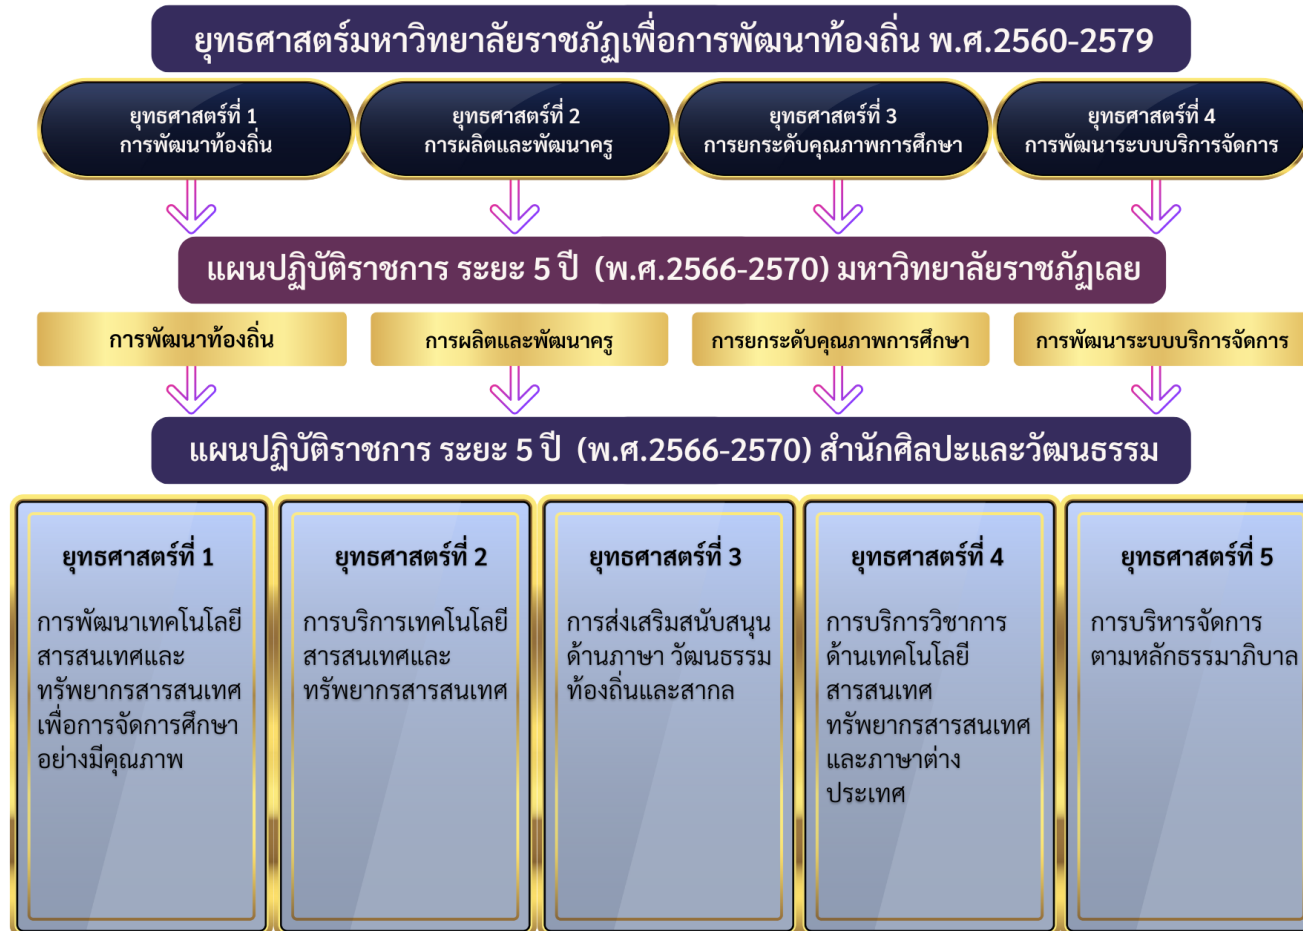 ยุทธศาสตร์มหาวิทยาลัยราชภัฏเพื่อการพัฒนาท้องถิ่น พ.ศ.2560-2579
ยุทธศาสตร์ที่ 1
การพัฒนาท้องถิ่น
ยุทธศาสตร์ที่ 2
การผลิตและพัฒนาครู
ยุทธศาสตร์ที่ 3
การยกระดับคุณภาพการศึกษา
ยุทธศาสตร์ที่ 4
การพัฒนาระบบบริการจัดการ
แผนปฏิบัติราชการ ระยะ 5 ปี (พ.ศ.2566-2570) มหาวิทยาลัยราชภัฏเลย
การพัฒนาท้องถิ่น
การผลิตและพัฒนาครู
การยกระดับคุณภาพการศึกษา
การพัฒนาระบบบริการจัดการ
แผนปฏิบัติราชการ ระยะ 5 ปี (พ.ศ.2566-2570) สำนักศิลปะและวัฒนธรรม
ยุทธศาสตร์ที่ 1
การพัฒนาเทคโนโลยี
สารสนเทศและ
ทรัพยากรสารสนเทศ
เพื่อการจัดการศึกษา
อย่างมีคุณภาพ
ยุทธศาสตร์ที่ 2
การบริการเทคโนโลยี
สารสนเทศและ
ทรัพยากรสารสนเทศ
ยุทธศาสตร์ที่ 3
การส่งเสริมสนับสนุน
ด้านภาษา วัฒนธรรม
ท้องถิ่นและสากล
ยุทธศาสตร์ที่ 4
การบริการวิชาการ
ด้านเทคโนโลยี
สารสนเทศ
ทรัพยากรสารสนเทศ
และภาษาต่าง
ประเทศ
ยุทธศาสตร์ที่ 5
การบริหารจัดการ
ตามหลักธรรมาภิบาล